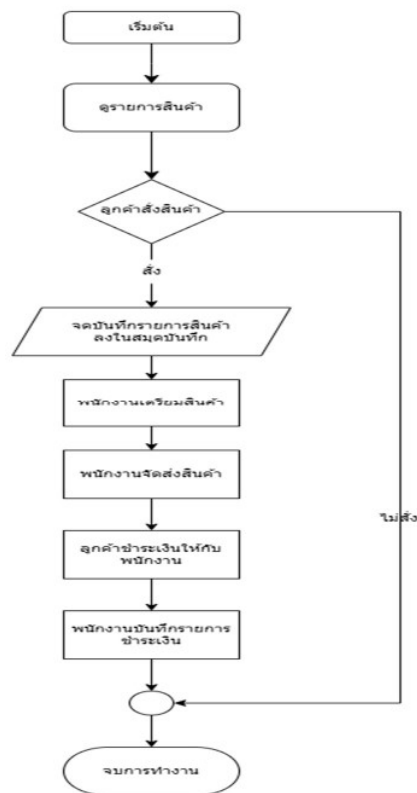 เริ่มต้น
ดูรายการสินค้า
ลูกค้าสั่งสินค้า
สั่ง
จดบันทึกรายการสินค้า
ลงในสมุดบันทึก
พนักงานเตรียมสินค้า
พนักงานจัดส่งสินค้า
ไม่สั่ง
ลูกค้าชำระเงินให้กับ
พนักงาน
พนักงานบันทึกรายการ
ชำระเงิน
จบการทำงาน